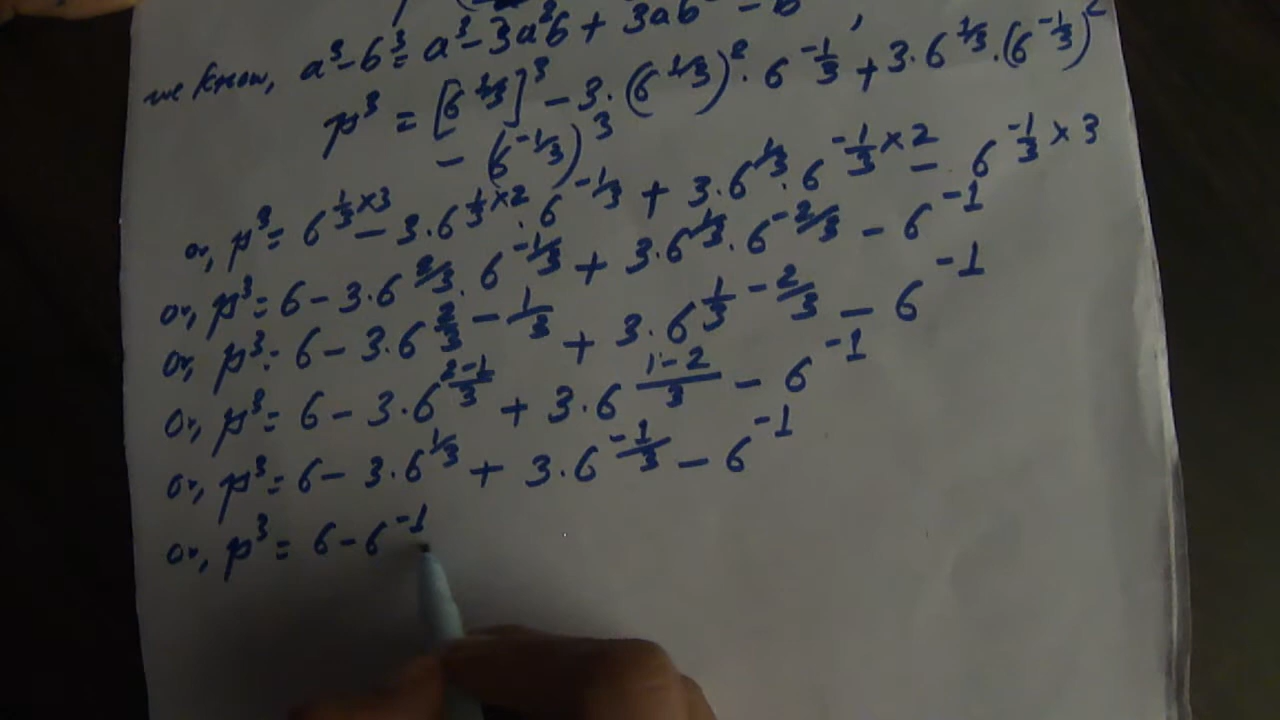 we know, a³-b³= a³-3a²b + 3ab² - b³,
p³ = [6^1/3]³ - 3.(6^1/3)².6^-1/3 + 3.6^1/3.(6^-1/3)²
- (6^-1/3)³
or, p³= 6^1/3×3 - 3.6^1/3×2.6^-1/3 + 3.6^1/3.6^-1/3×2 - 6^-1/3×3
or, p³= 6 - 3.6^2/3.6^-1/3 + 3.6^1/3.6^-2/3 - 6^-1
or, p³= 6 - 3.6^2/3-1/3 + 3.6^1/3-2/3 - 6^-1
or, p³= 6 - 3.6^2-1/3 + 3.6^1-2/3 - 6^-1
or, p³= 6 - 3.6^1/3 + 3.6^-1/3 - 6^-1
or, p³= 6-6^-1